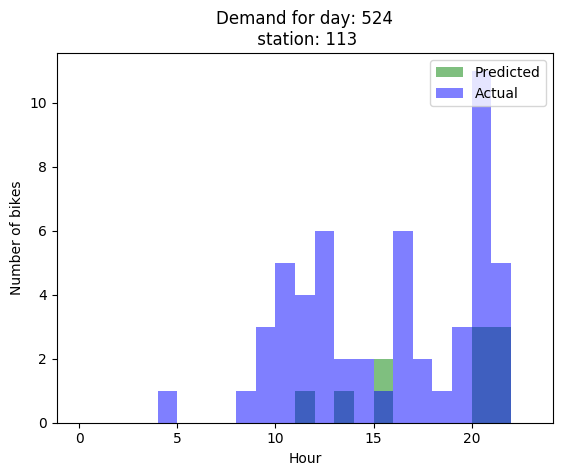 Demand for day: 524
station: 113
Predicted
Actual
Number of bikes
10
8
6
4
2
0
0
5
10
15
20
Hour